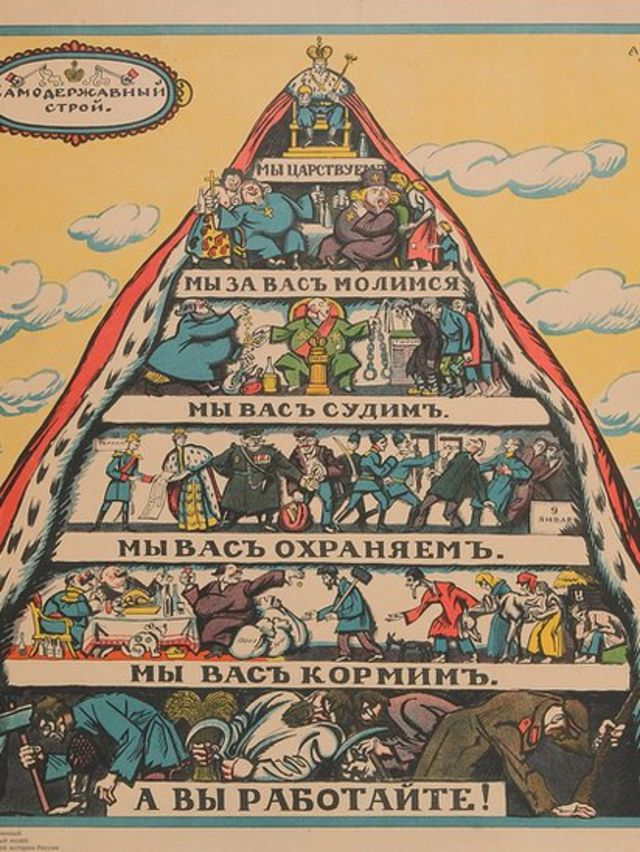 САМОДЕРЖАВНЫЙ
СТРОЙ.
МЫ ЦАРСТВУЕМЪ
МЫ ЗА ВАСЪ МОЛИМСЯ
МЫ ВАСЪ СУДИМЪ.
9
ЯНВАРЯ
МЫ ВАСЪ ОХРАНЯЕМЪ.
МЫ ВАСЪ КОРМИМЪ.
А ВЫ РАБОТАЙТЕ!